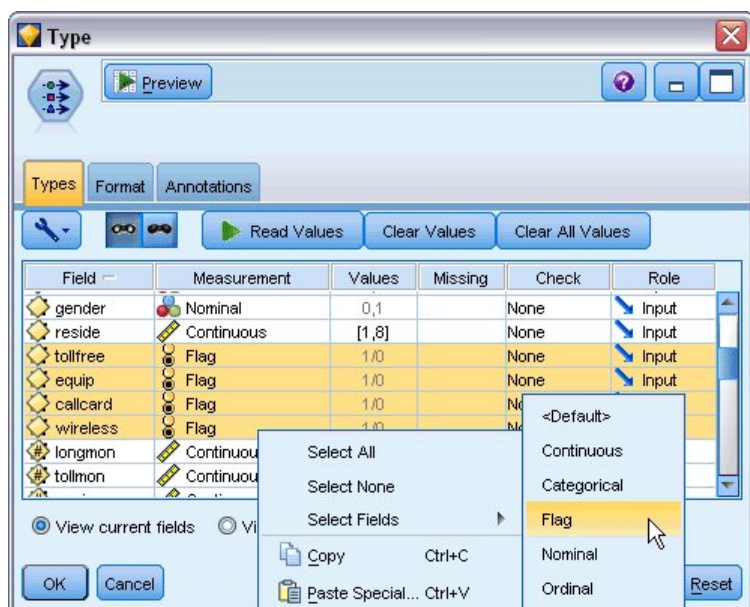 Type
Preview
Types Format Annotations
Read Values Clear Values Clear All Values
Field Measurement Values Missing Check Role
gender Nominal 0,1 None Input
reside Continuous [1,8] None Input
tollfree Flag 1/0 None Input
equip Flag 1/0 None Input
callcard Flag 1/0
wireless Flag 1/0
longmon Continuou
tollmon Continuou
<Default>
Continuous
Categorical
Flag
Nominal
Ordinal
Select All
Select None
Select Fields
Copy Ctrl+C
Paste Special... Ctrl+V
View current fields Vi
OK Cancel Reset